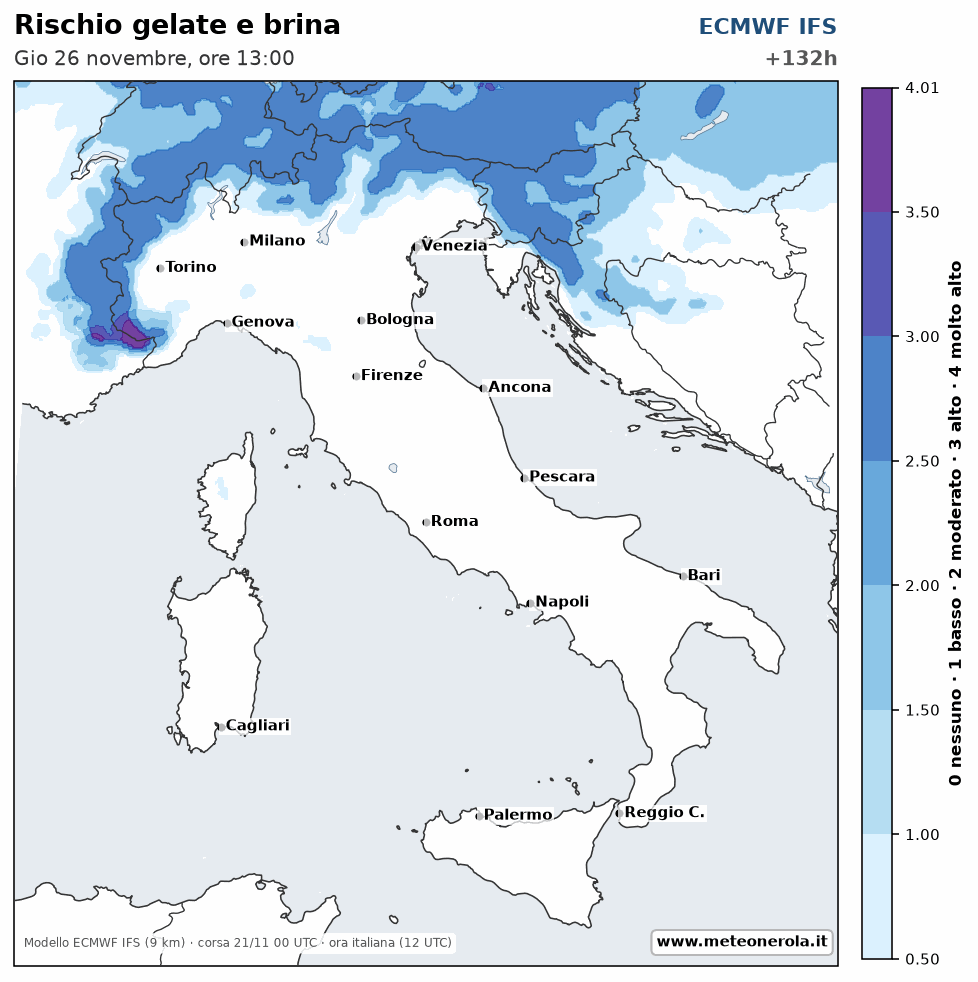 Rischio gelate e brina
ECMWF IFS
Gio 26 novembre, ore 13:00
+132h
4.01
3.50
3.00
2.50
2.00
1.50
1.00
0.50
0 nessuno · 1 basso · 2 moderato · 3 alto · 4 molto alto
Milano
Venezia
Torino
Genova
Bologna
Firenze
Ancona
Pescara
Roma
Bari
Napoli
Cagliari
Palermo
Reggio C.
Modello ECMWF IFS (9 km) · corsa 21/11 00 UTC · ora italiana (12 UTC)
www.meteonerola.it